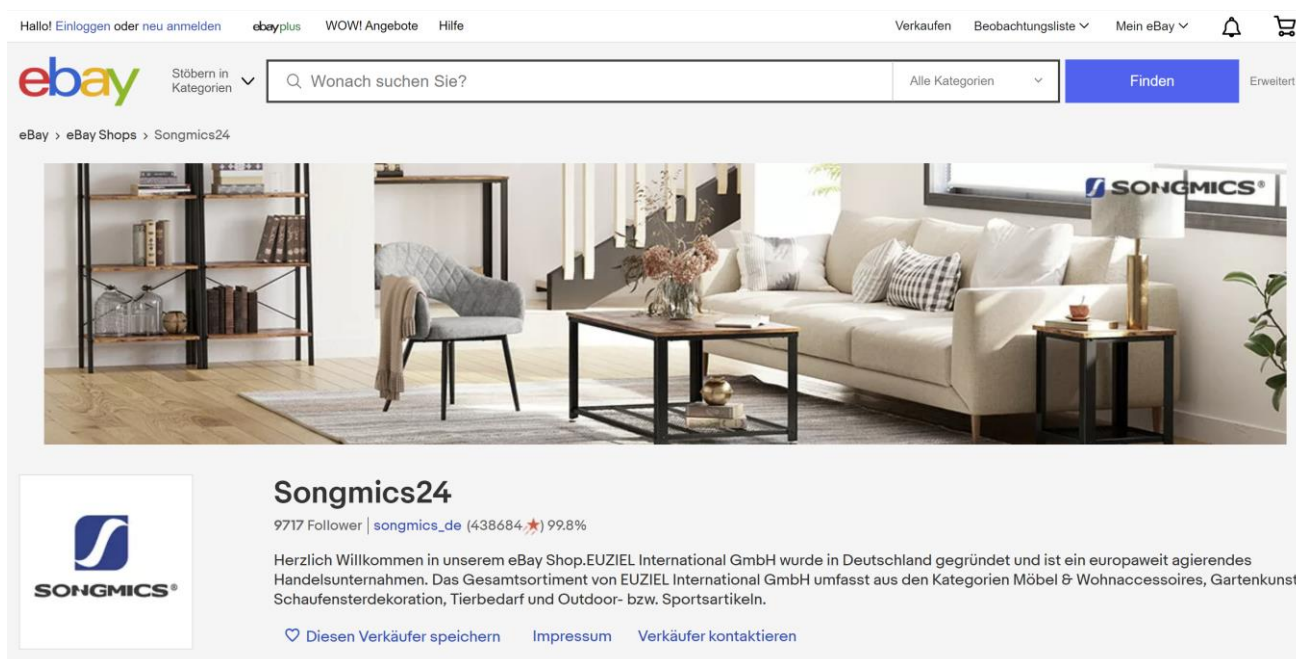 Hallo! Einloggen oder neu anmelden ebayplus WOW! Angebote Hilfe Verkaufen Beobachtungsliste Mein eBay
ebay Stöbern in Kategorien Wonach suchen Sie? Alle Kategorien Finden Erweitert
eBay > eBay Shops > Songmics24
SONGMICS®
Songmics24
9717 Follower | songmics_de (438684) 99.8%
Herzlich Willkommen in unserem eBay Shop.EUZIEL International GmbH wurde in Deutschland gegründet und ist ein europaweit agierendes
Handelsunternahmen. Das Gesamtsortiment von EUZIEL International GmbH umfasst aus den Kategorien Möbel & Wohnaccessoires, Gartenkunst
Schaufensterdekoration, Tierbedarf und Outdoor- bzw. Sportsartikeln.
SONGMICS®
Diesen Verkäufer speichern Impressum Verkäufer kontaktieren